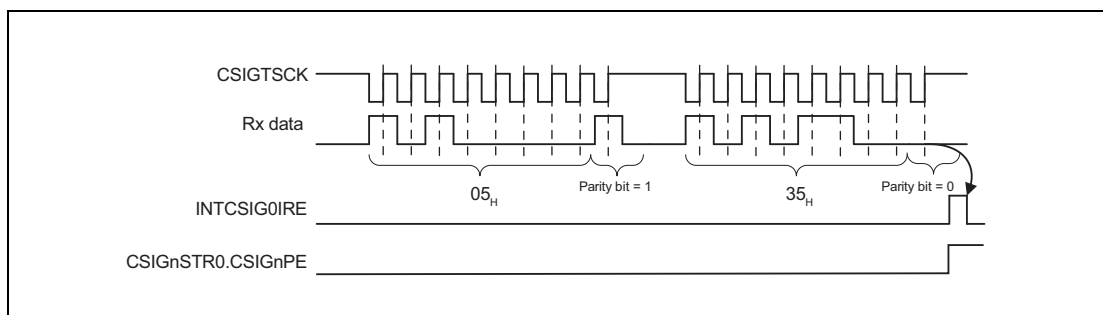 CSIGTSCK
Rx data
05H
Parity bit = 1
35H
Parity bit = 0
INTCSIG0IRE
CSIGnSTR0.CSIGnPE